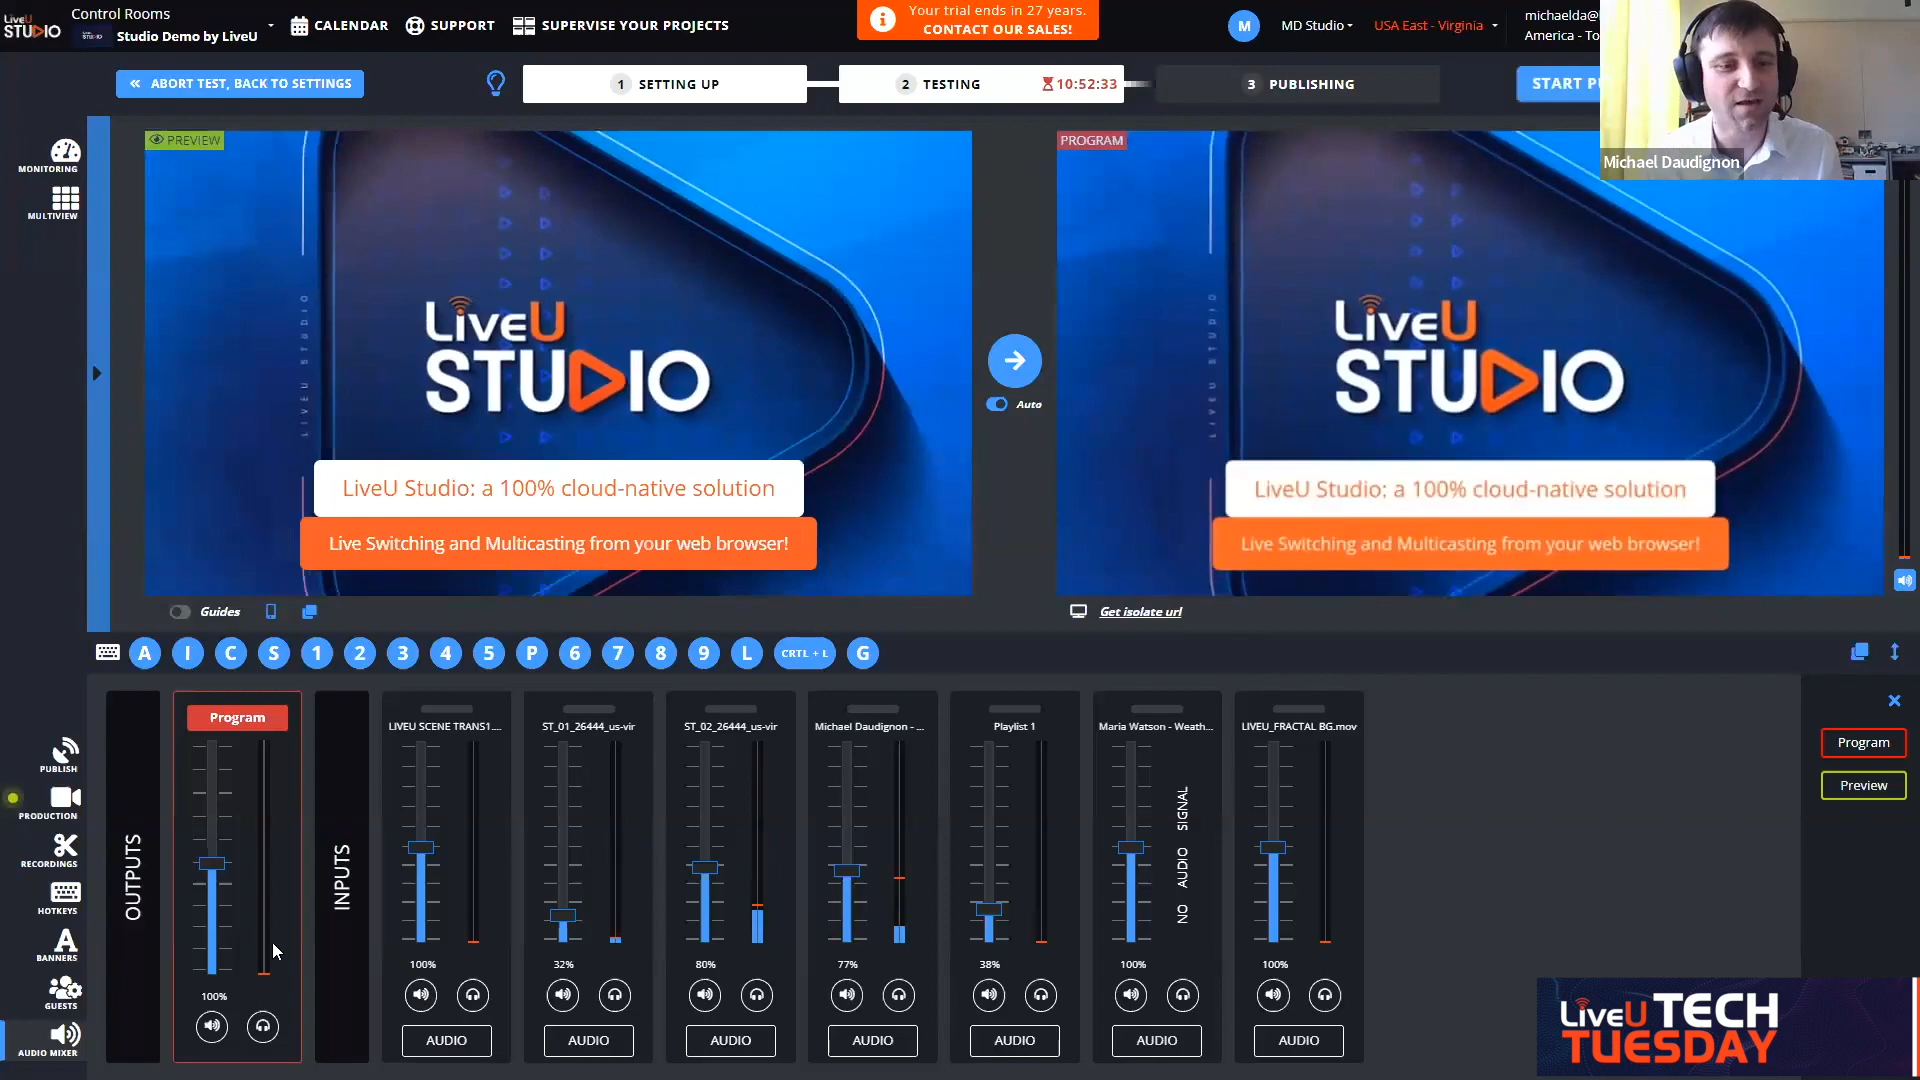 LiveU
STUDIO
Control Rooms
Studio Demo by LiveU
CALENDAR
SUPPORT
SUPERVISE YOUR PROJECTS
Your trial ends in 27 years.
CONTACT OUR SALES!
M
MD Studio
USA East - Virginia
michaelda@
America - To
Michael Daudignon
« ABORT TEST, BACK TO SETTINGS
1 SETTING UP
2 TESTING
10:52:33
3 PUBLISHING
START P
MONITORING
MULTIVIEW
PREVIEW
LIVEU STUDIO
LiveU
STUDIO
LiveU Studio: a 100% cloud-native solution
Live Switching and Multicasting from your web browser!
Auto
PROGRAM
LIVEU STUDIO
LiveU
STUDIO
LiveU Studio: a 100% cloud-native solution
Live Switching and Multicasting from your web browser!
Guides
Get isolate url
A I C S 1 2 3 4 5 P 6 7 8 9 L CRTL + L G
PUBLISH
PRODUCTION
RECORDINGS
HOTKEYS
A
BANNERS
GUESTS
AUDIO MIXER
OUTPUTS
Program
100%
INPUTS
LIVEU SCENE TRANS1....
100%
AUDIO
ST_01_26444_us-vir
32%
AUDIO
ST_02_26444_us-vir
80%
AUDIO
Michael Daudignon - ...
77%
AUDIO
Playlist 1
38%
AUDIO
Maria Watson - Weath...
NO AUDIO SIGNAL
100%
AUDIO
LIVEU_FRACTAL BG.mov
100%
AUDIO
Program
Preview
LiveU TECH
TUESDAY